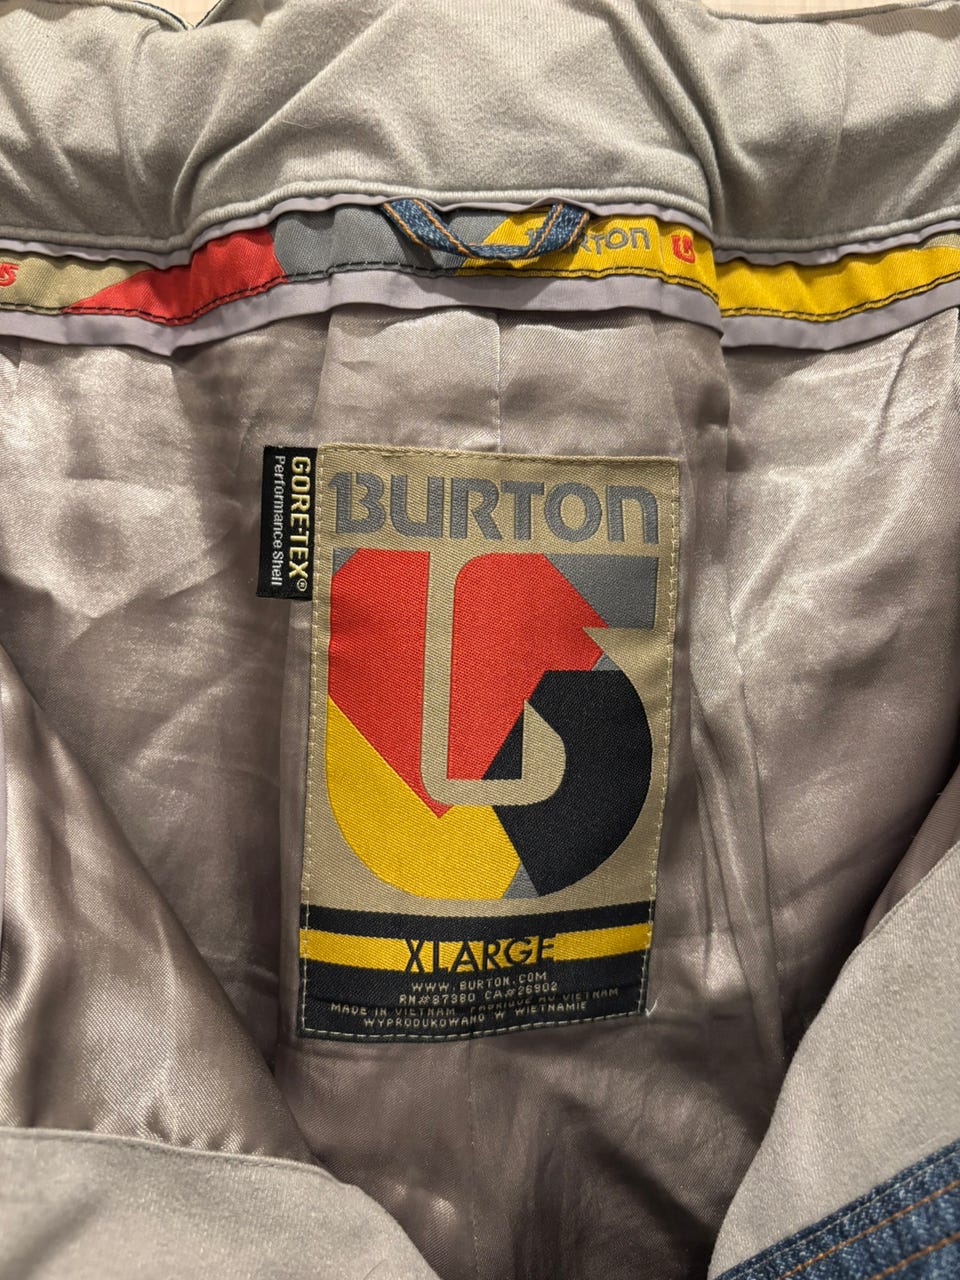 BURTON
GORE-TEX®
Performance Shell
BURTON
XLARGE
WWW.BURTON.COM
RN#87380 CA#26902
MADE IN VIETNAM FABRIQUE AU VIETNAM
WYPRODUKOWANO W WIETNAMIE